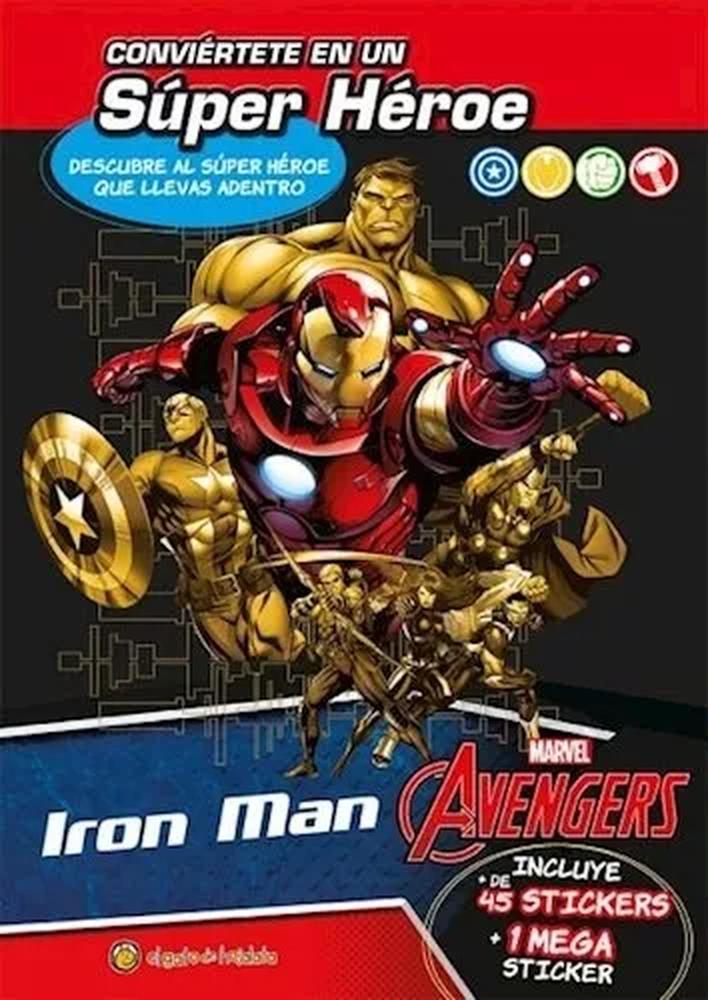 CONVIÉRTETE EN UN
Súper Héroe
DESCUBRE AL SÚPER HÉROE
QUE LLEVAS ADENTRO
Iron Man
MARVEL
AVENGERS
INCLUYE
+ DE
45 STICKERS
+ 1 MEGA
STICKER
el gato de hojalata